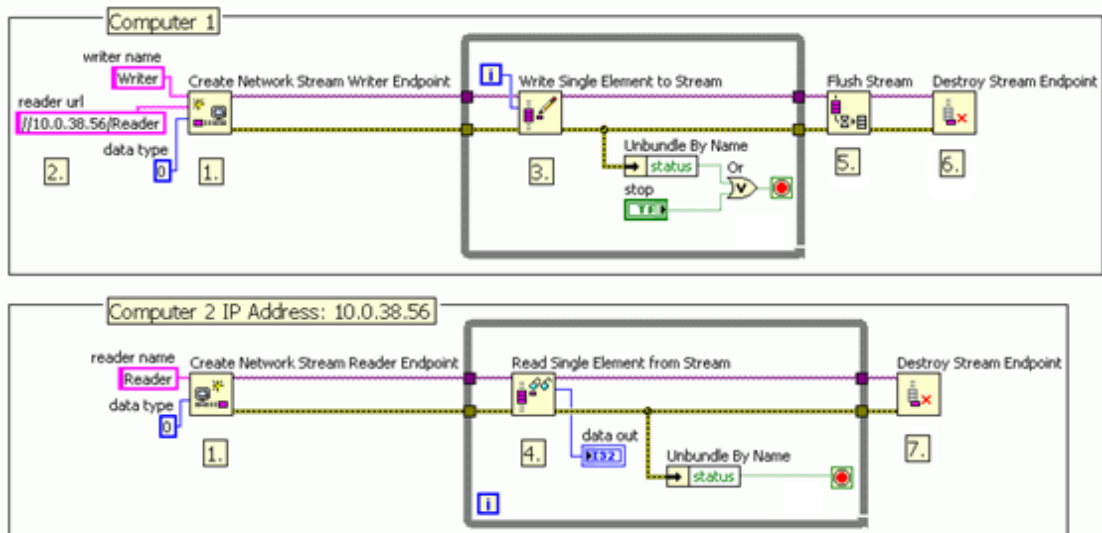 Computer 1
writer name
Writer
Create Network Stream Writer Endpoint
i
Write Single Element to Stream
Flush Stream
Destroy Stream Endpoint
reader url
//10.0.38.56/Reader
data type
0
2.
1.
3.
Unbundle By Name
status
Or
V
stop
TF
5.
6.
Computer 2 IP Address: 10.0.38.56
reader name
Reader
Create Network Stream Reader Endpoint
Read Single Element from Stream
Destroy Stream Endpoint
data type
0
1.
4.
data out
I32
Unbundle By Name
status
7.
i